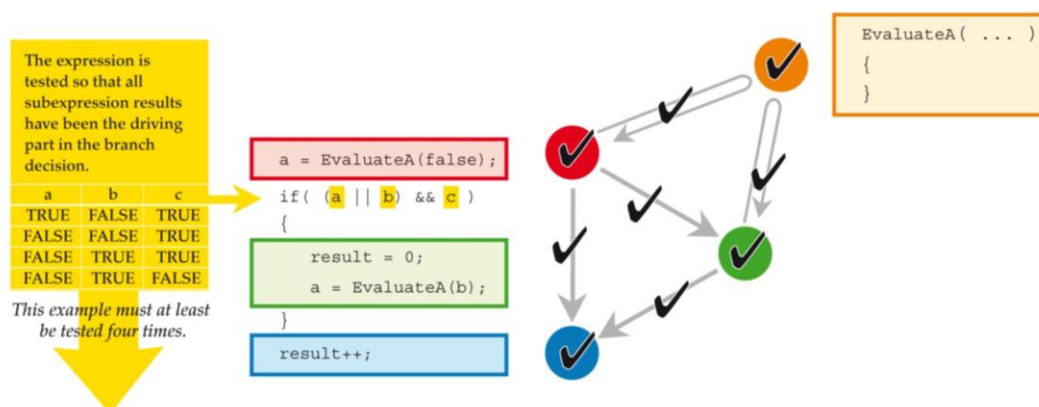 The expression is
tested so that all
subexpression results
have been the driving
part in the branch
decision.
a b c
TRUE FALSE TRUE
FALSE FALSE TRUE
FALSE TRUE TRUE
FALSE TRUE FALSE
This example must at least
be tested four times.
a = EvaluateA(false);
if( (a || b) && c )
{
result = 0;
a = EvaluateA(b);
}
result++;
EvaluateA( ... )
{
}